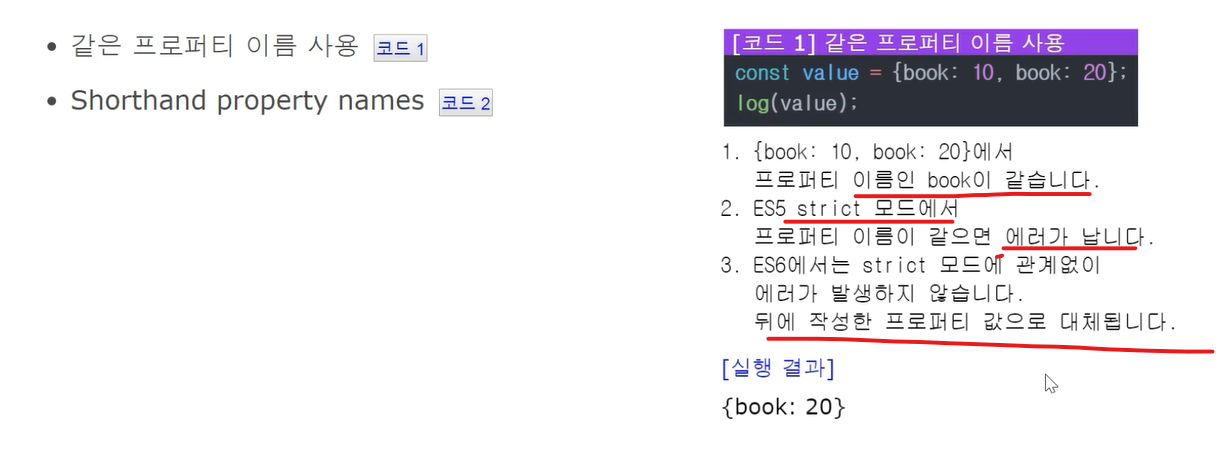 • 같은 프로퍼티 이름 사용 코드 1
• Shorthand property names 코드 2
[코드 1] 같은 프로퍼티 이름 사용
const value = {book: 10, book: 20};
log(value);
1. {book: 10, book: 20}에서
프로퍼티 이름인 book이 같습니다.
2. ES5 strict 모드에서
프로퍼티 이름이 같으면 에러가 납니다.
3. ES6에서는 strict 모드에 관계없이
에러가 발생하지 않습니다.
뒤에 작성한 프로퍼티 값으로 대체됩니다.
[실행 결과]
{book: 20}